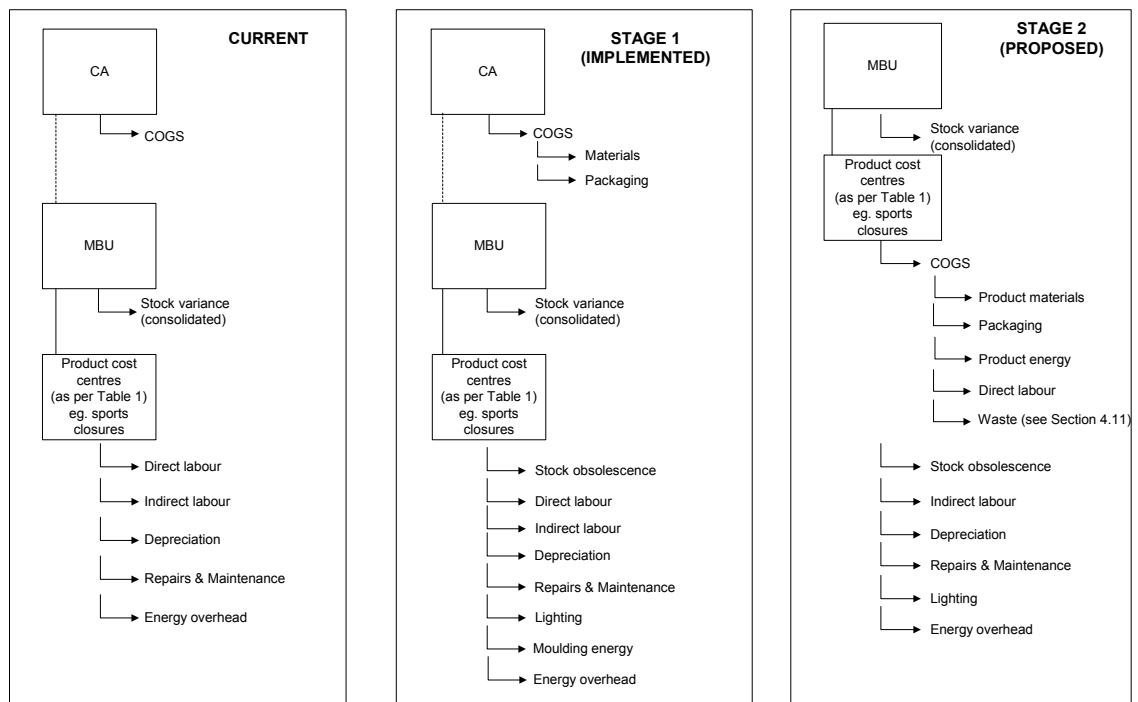 CURRENT
CA
COGS
MBU
Stock variance
(consolidated)
Product cost
centres
(as per Table 1)
eg. sports
closures
Direct labour
Indirect labour
Depreciation
Repairs & Maintenance
Energy overhead
STAGE 1
(IMPLEMENTED)
CA
COGS
Materials
Packaging
MBU
Stock variance
(consolidated)
Product cost
centres
(as per Table 1)
eg. sports
closures
Stock obsolescence
Direct labour
Indirect labour
Depreciation
Repairs & Maintenance
Lighting
Moulding energy
Energy overhead
STAGE 2
(PROPOSED)
MBU
Stock variance
(consolidated)
Product cost
centres
(as per Table 1)
eg. sports
closures
COGS
Product materials
Packaging
Product energy
Direct labour
Waste (see Section 4.11)
Stock obsolescence
Indirect labour
Depreciation
Repairs & Maintenance
Lighting
Energy overhead